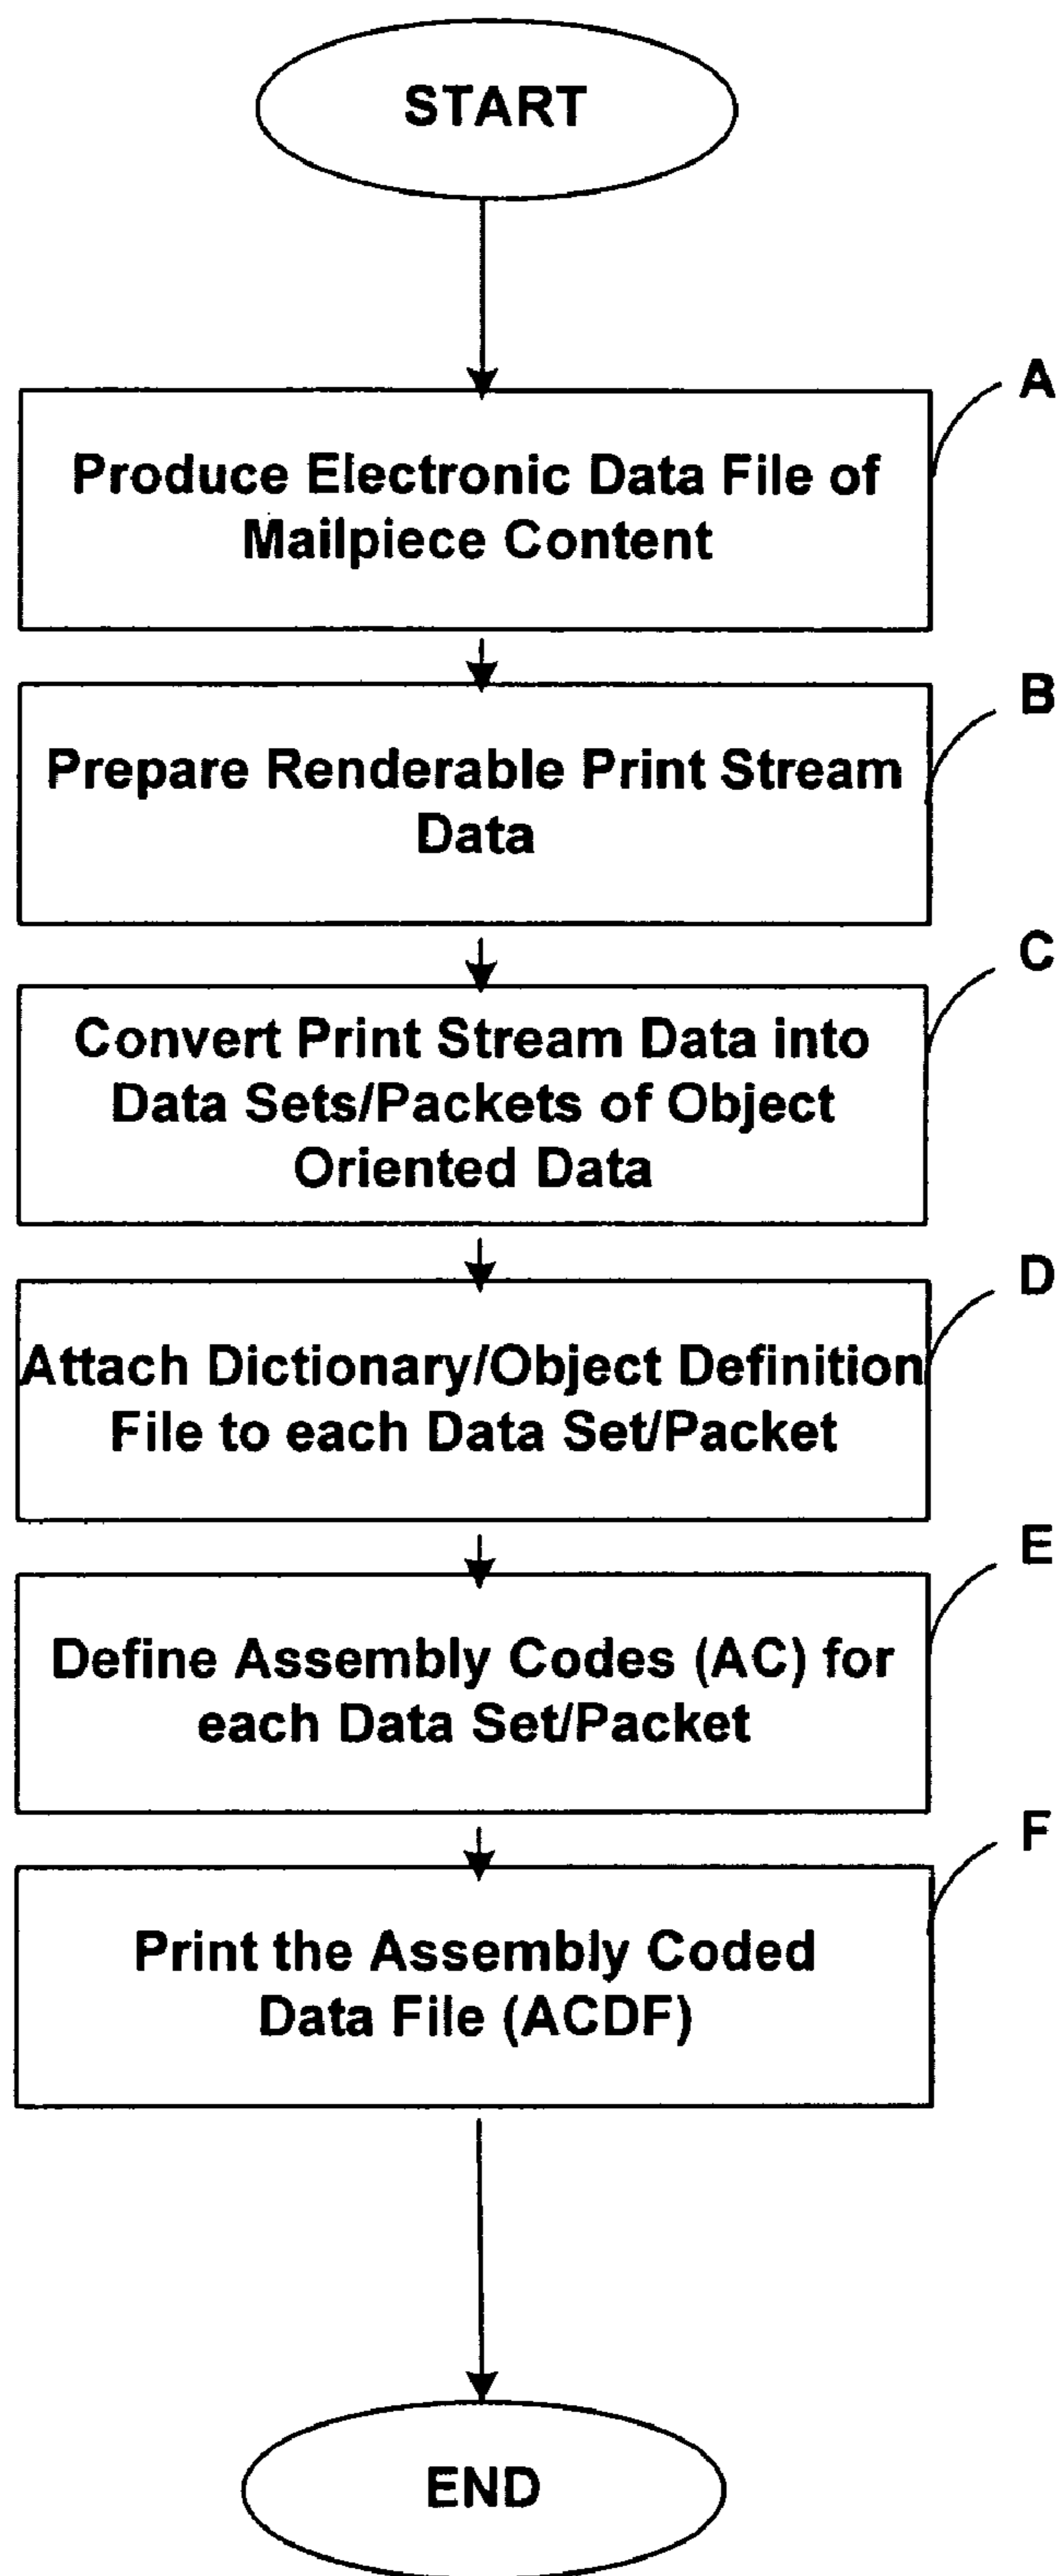 START
A
Produce Electronic Data File of
Mailpiece Content
B
Prepare Renderable Print Stream
Data
C
Convert Print Stream Data into
Data Sets/Packets of Object
Oriented Data
D
Attach Dictionary/Object Definition
File to each Data Set/Packet
E
Define Assembly Codes (AC) for
each Data Set/Packet
F
Print the Assembly Coded
Data File (ACDF)
END